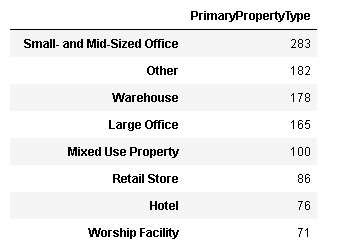 PrimaryPropertyType
Small- and Mid-Sized Office 283
Other 182
Warehouse 178
Large Office 165
Mixed Use Property 100
Retail Store 86
Hotel 76
Worship Facility 71